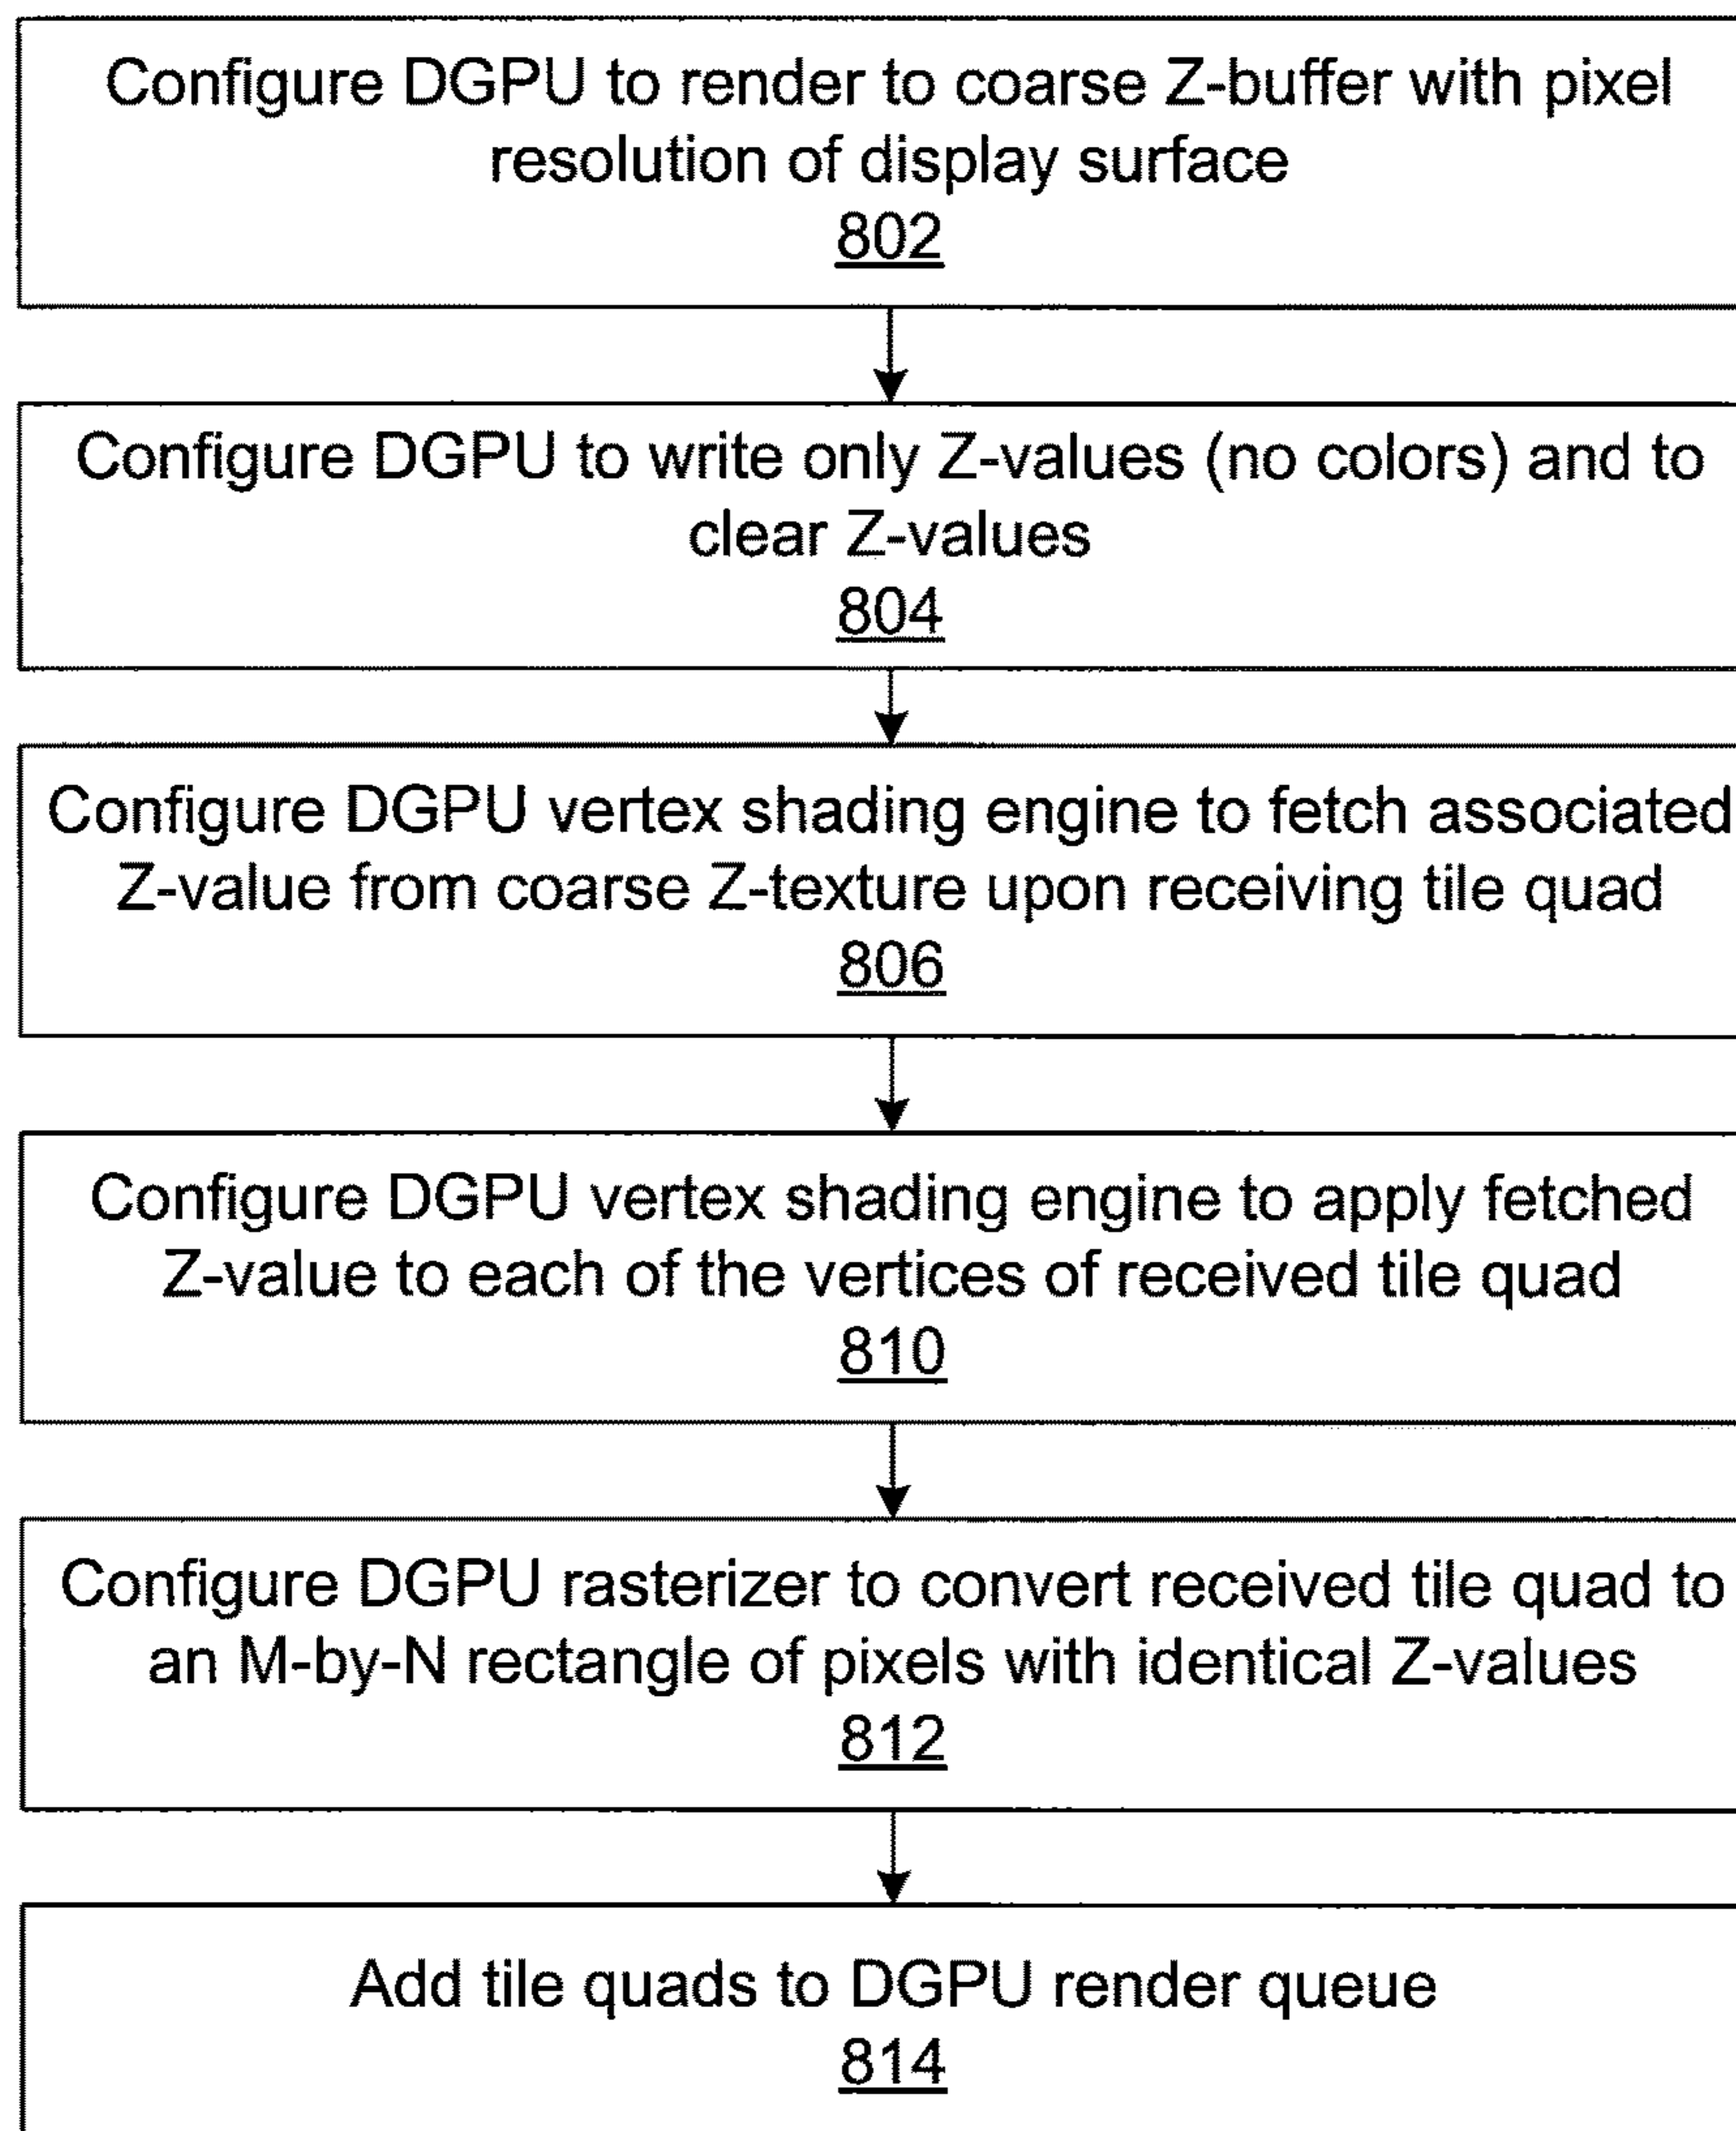 Configure DGPU to render to coarse Z-buffer with pixel
resolution of display surface
802
Configure DGPU to write only Z-values (no colors) and to
clear Z-values
804
Configure DGPU vertex shading engine to fetch associated
Z-value from coarse Z-texture upon receiving tile quad
806
Configure DGPU vertex shading engine to apply fetched
Z-value to each of the vertices of received tile quad
810
Configure DGPU rasterizer to convert received tile quad to
an M-by-N rectangle of pixels with identical Z-values
812
Add tile quads to DGPU render queue
814